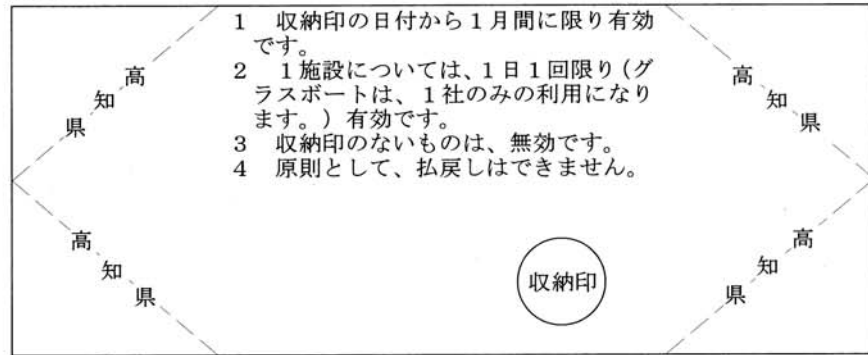 1 収納印の日付から1月間に限り有効
です。
2 1施設については、1日1回限り(グ
ラスボートは、1社のみの利用になり
ます。)有効です。
3 収納印のないものは、無効です。
4 原則として、払戻しはできません。
高知県
高知県
高知県
高知県
収納印